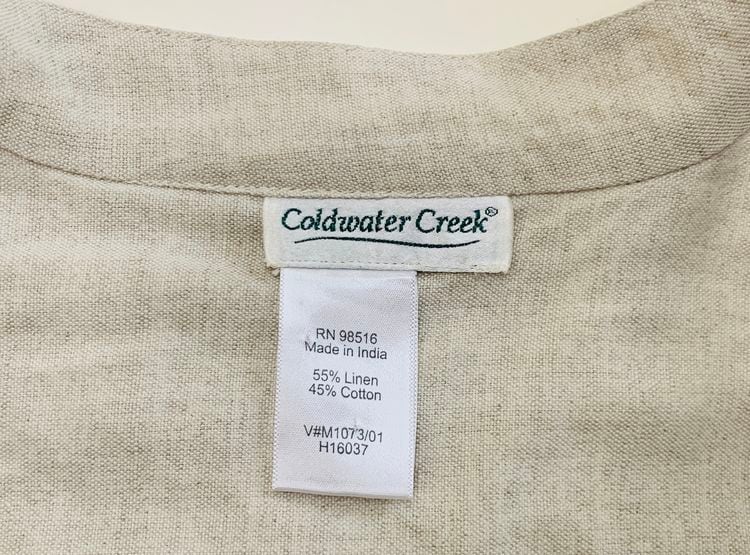 Coldwater Creek®
RN 98516
Made in India
55% Linen
45% Cotton
V#M1073/01
H16037